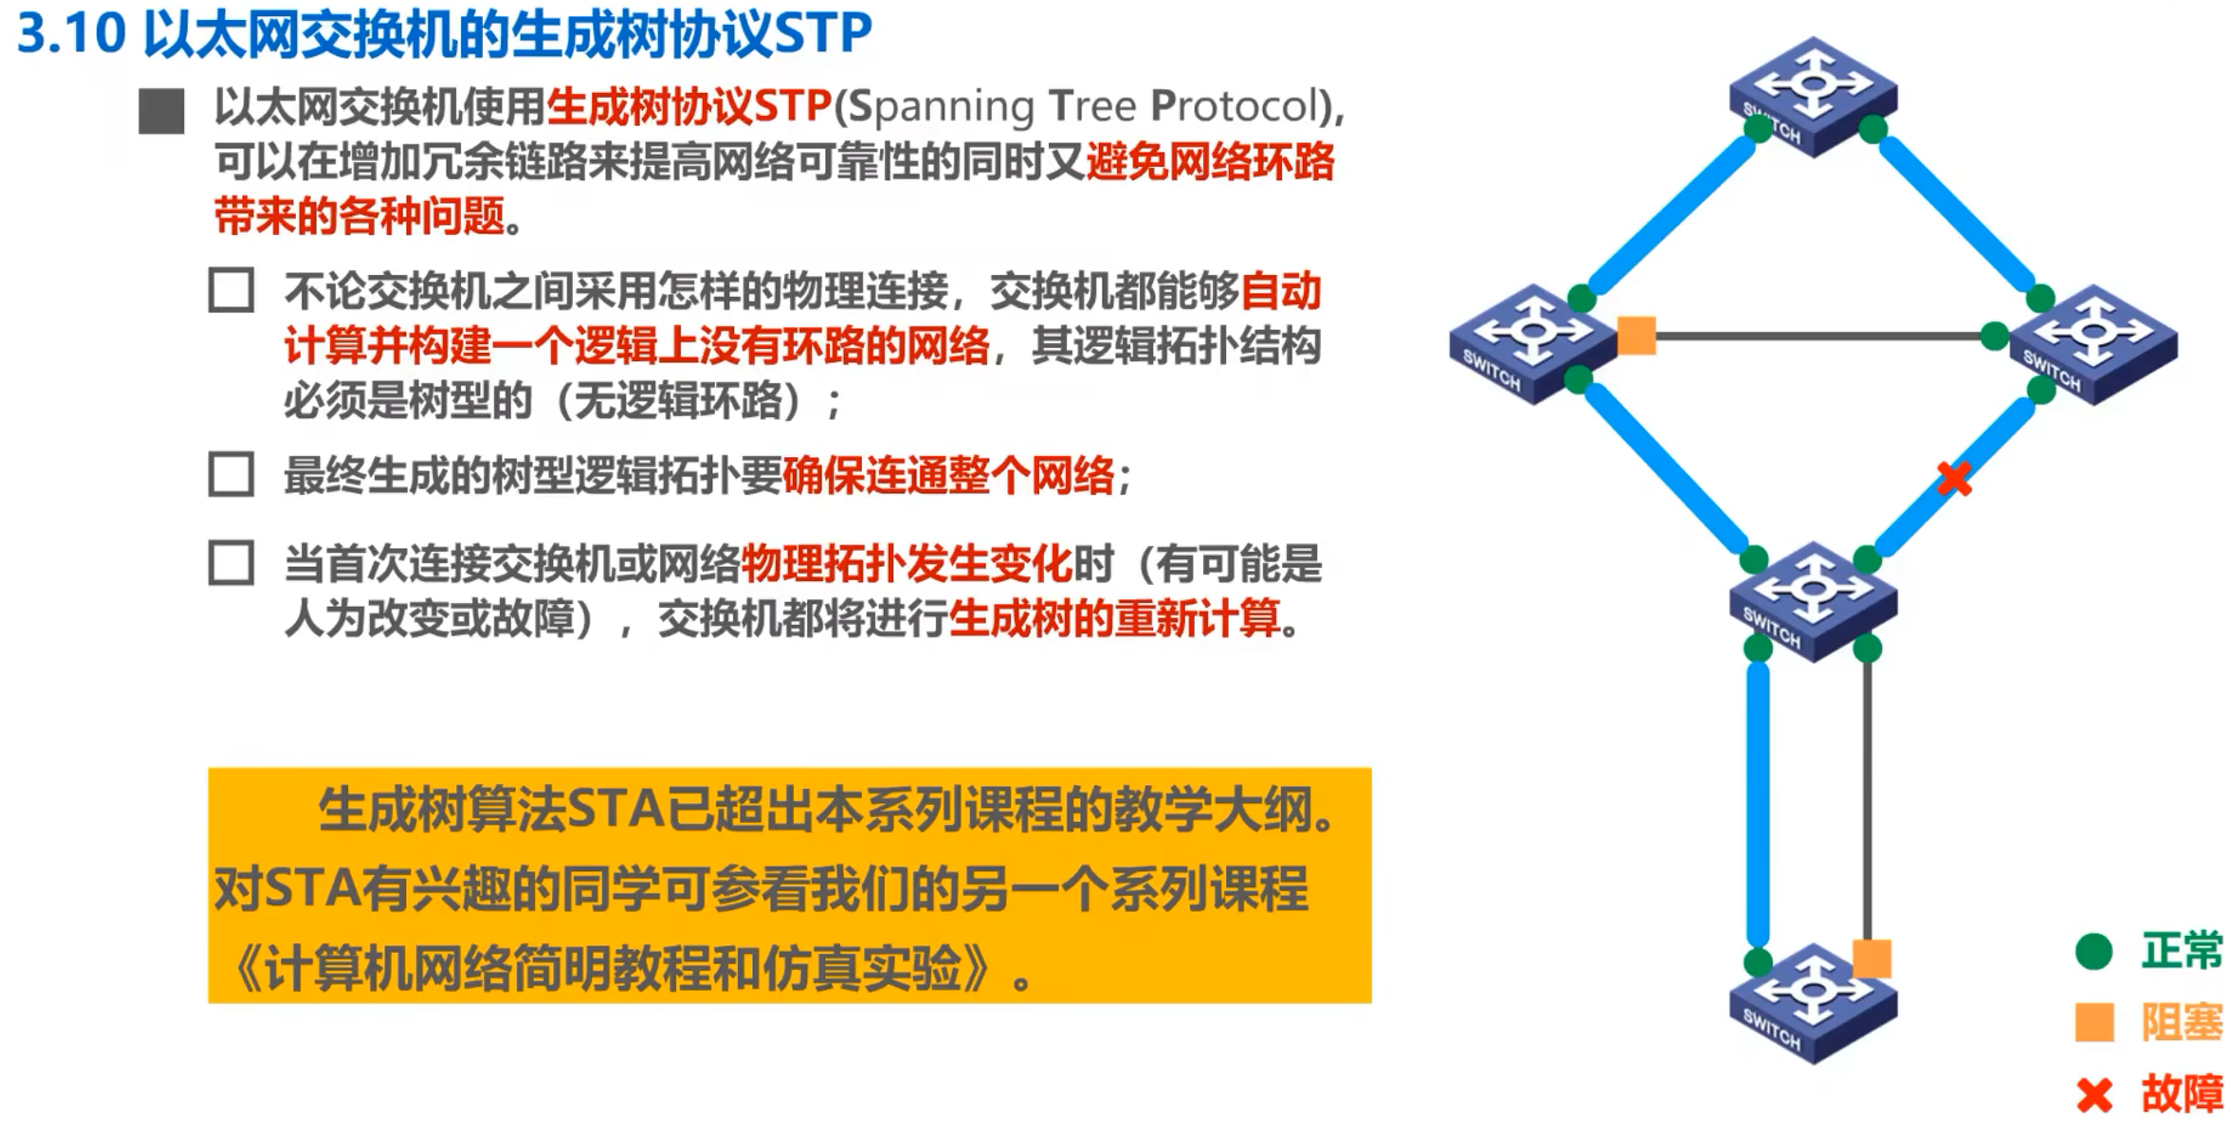 3.10 以太网交换机的生成树协议STP
以太网交换机使用生成树协议STP(Spanning Tree Protocol),
可以在增加冗余链路来提高网络可靠性的同时又避免网络环路
带来的各种问题。
不论交换机之间采用怎样的物理连接，交换机都能够自动
计算并构建一个逻辑上没有环路的网络，其逻辑拓扑结构
必须是树型的（无逻辑环路）；
最终生成的树型逻辑拓扑要确保连通整个网络；
当首次连接交换机或网络物理拓扑发生变化时（有可能是
人为改变或故障），交换机都将进行生成树的重新计算。
生成树算法STA已超出本系列课程的教学大纲。
对STA有兴趣的同学可参看我们的另一个系列课程
《计算机网络简明教程和仿真实验》。
SWITCH
SWITCH
SWITCH
SWITCH
SWITCH
正常
阻塞
故障